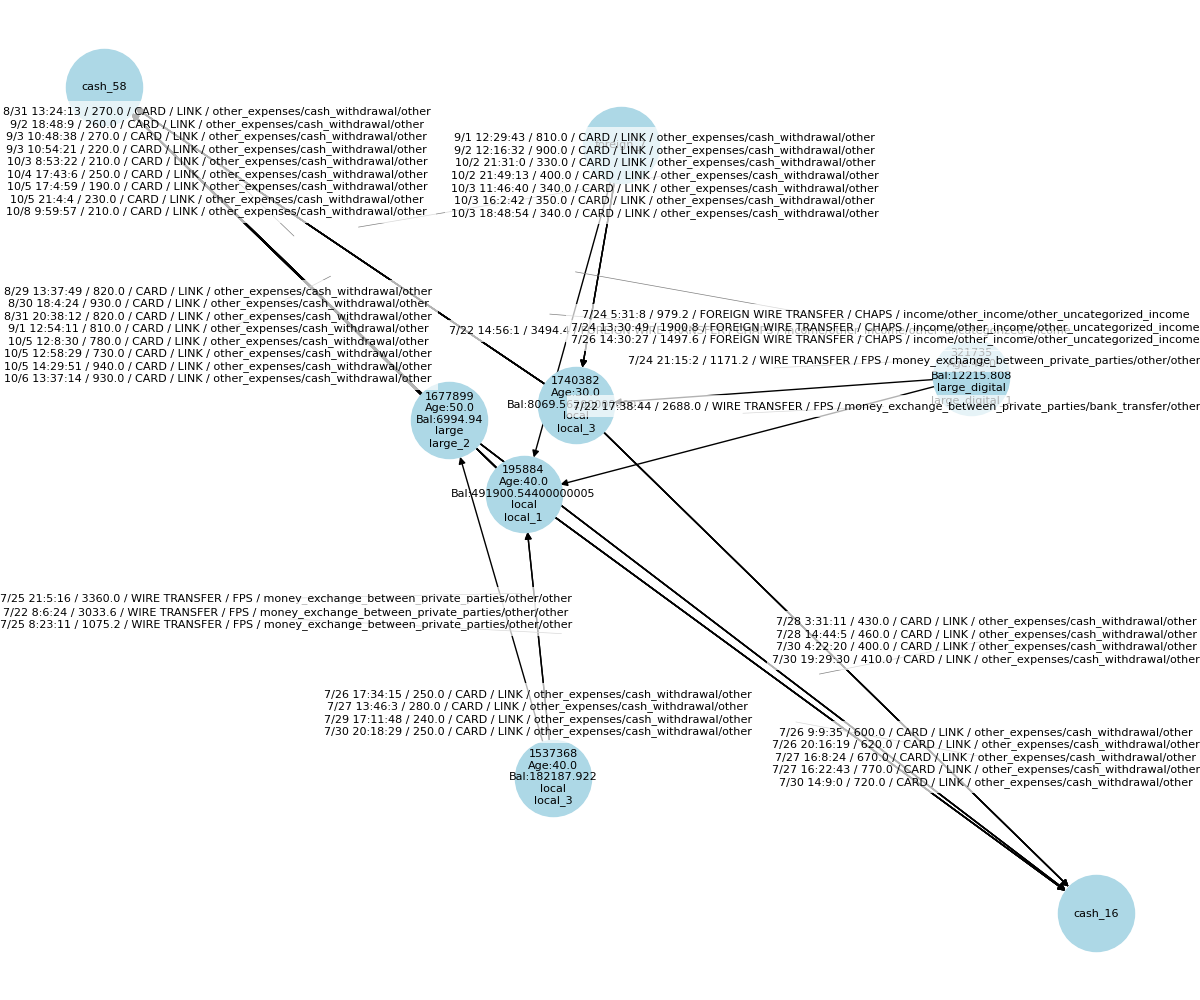 cash_58
8/31 13:24:13 / 270.0 / CARD / LINK / other_expenses/cash_withdrawal/other
9/2 18:48:9 / 260.0 / CARD / LINK / other_expenses/cash_withdrawal/other
9/3 10:48:38 / 270.0 / CARD / LINK / other_expenses/cash_withdrawal/other
9/3 10:54:21 / 220.0 / CARD / LINK / other_expenses/cash_withdrawal/other
10/3 8:53:22 / 210.0 / CARD / LINK / other_expenses/cash_withdrawal/other
10/4 17:43:6 / 250.0 / CARD / LINK / other_expenses/cash_withdrawal/other
10/5 17:4:59 / 190.0 / CARD / LINK / other_expenses/cash_withdrawal/other
10/5 21:4:4 / 230.0 / CARD / LINK / other_expenses/cash_withdrawal/other
10/8 9:59:57 / 210.0 / CARD / LINK / other_expenses/cash_withdrawal/other
9/1 12:29:43 / 810.0 / CARD / LINK / other_expenses/cash_withdrawal/other
9/2 12:16:32 / 900.0 / CARD / LINK / other_expenses/cash_withdrawal/other
10/2 21:31:0 / 330.0 / CARD / LINK / other_expenses/cash_withdrawal/other
10/2 21:49:13 / 400.0 / CARD / LINK / other_expenses/cash_withdrawal/other
10/3 11:46:40 / 340.0 / CARD / LINK / other_expenses/cash_withdrawal/other
10/3 16:2:42 / 350.0 / CARD / LINK / other_expenses/cash_withdrawal/other
10/3 18:48:54 / 340.0 / CARD / LINK / other_expenses/cash_withdrawal/other
8/29 13:37:49 / 820.0 / CARD / LINK / other_expenses/cash_withdrawal/other
8/30 18:4:24 / 930.0 / CARD / LINK / other_expenses/cash_withdrawal/other
8/31 20:38:12 / 820.0 / CARD / LINK / other_expenses/cash_withdrawal/other
9/1 12:54:11 / 810.0 / CARD / LINK / other_expenses/cash_withdrawal/other
10/5 12:8:30 / 780.0 / CARD / LINK / other_expenses/cash_withdrawal/other
10/5 12:58:29 / 730.0 / CARD / LINK / other_expenses/cash_withdrawal/other
10/5 14:29:51 / 940.0 / CARD / LINK / other_expenses/cash_withdrawal/other
10/6 13:37:14 / 930.0 / CARD / LINK / other_expenses/cash_withdrawal/other
7/24 5:31:8 / 979.2 / FOREIGN WIRE TRANSFER / CHAPS / income/other_income/other_uncategorized_income
7/24 13:30:49 / 1900.8 / FOREIGN WIRE TRANSFER / CHAPS / income/other_income/other_uncategorized_income
7/22 14:56:1 / 3494.4
7/26 14:30:27 / 1497.6 / FOREIGN WIRE TRANSFER / CHAPS / income/other_income/other_uncategorized_income
7/24 21:15:2 / 1171.2 / WIRE TRANSFER / FPS / money_exchange_between_private_parties/other/other
321735
Bal:12215.808
large_digital
large_digital_1
7/22 17:38:44 / 2688.0 / WIRE TRANSFER / FPS / money_exchange_between_private_parties/bank_transfer/other
1740382
Age:30.0
local
local_3
1677899
Age:50.0
Bal:6994.94
large
large_2
195884
Age:40.0
Bal:491900.54400000005
local
local_1
7/25 21:5:16 / 3360.0 / WIRE TRANSFER / FPS / money_exchange_between_private_parties/other/other
7/22 8:6:24 / 3033.6 / WIRE TRANSFER / FPS / money_exchange_between_private_parties/other/other
7/25 8:23:11 / 1075.2 / WIRE TRANSFER / FPS / money_exchange_between_private_parties/other/other
7/28 3:31:11 / 430.0 / CARD / LINK / other_expenses/cash_withdrawal/other
7/28 14:44:5 / 460.0 / CARD / LINK / other_expenses/cash_withdrawal/other
7/30 4:22:20 / 400.0 / CARD / LINK / other_expenses/cash_withdrawal/other
7/30 19:29:30 / 410.0 / CARD / LINK / other_expenses/cash_withdrawal/other
7/26 17:34:15 / 250.0 / CARD / LINK / other_expenses/cash_withdrawal/other
7/27 13:46:3 / 280.0 / CARD / LINK / other_expenses/cash_withdrawal/other
7/29 17:11:48 / 240.0 / CARD / LINK / other_expenses/cash_withdrawal/other
7/30 20:18:29 / 250.0 / CARD / LINK / other_expenses/cash_withdrawal/other
7/26 9:9:35 / 600.0 / CARD / LINK / other_expenses/cash_withdrawal/other
7/26 20:16:19 / 620.0 / CARD / LINK / other_expenses/cash_withdrawal/other
7/27 16:8:24 / 670.0 / CARD / LINK / other_expenses/cash_withdrawal/other
7/27 16:22:43 / 770.0 / CARD / LINK / other_expenses/cash_withdrawal/other
7/30 14:9:0 / 720.0 / CARD / LINK / other_expenses/cash_withdrawal/other
1537368
Age:40.0
Bal:182187.922
local
local_3
cash_16